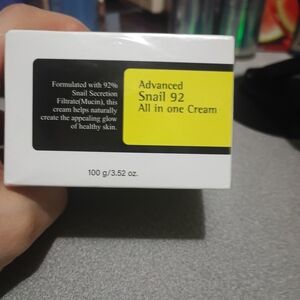 Formulated with 92%
Snail Secretion
Filtrate(Mucin), this
cream helps naturally
create the appealing glow
of healthy skin.
Advanced
Snail 92
All in one Cream
100 g/3.52 oz.